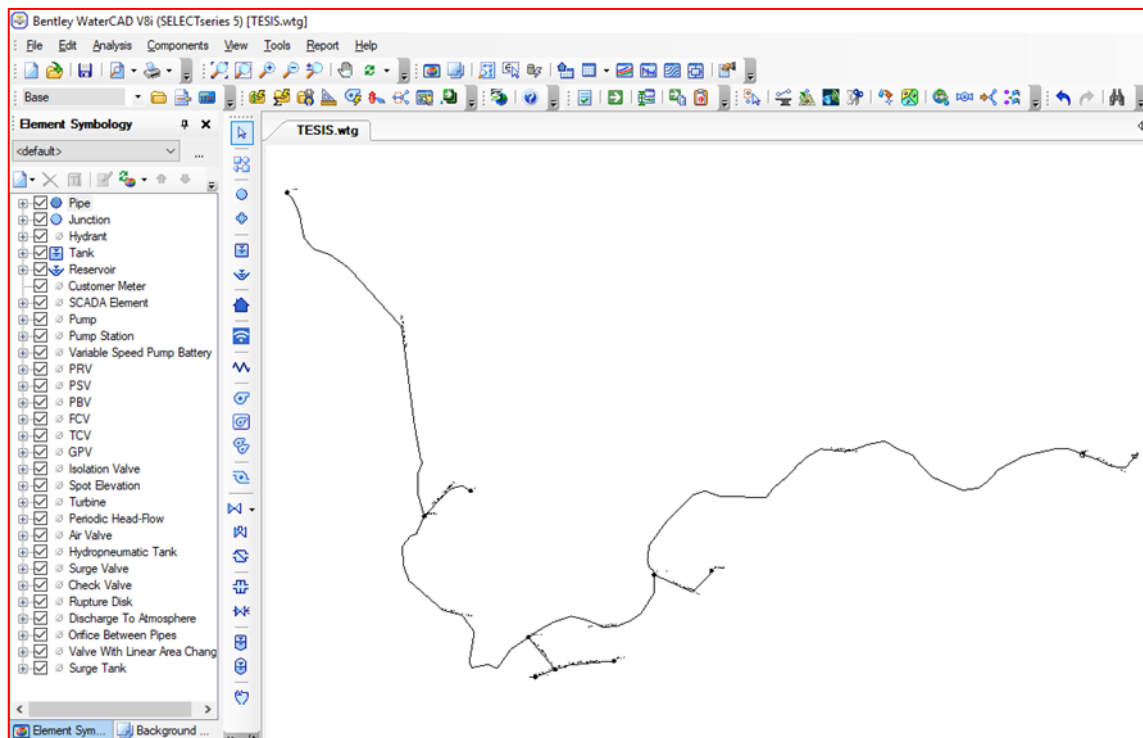 Bentley WaterCAD V8i (SELECTseries 5) [TESIS.wtg]
File Edit Analysis Components View Tools Report Help
Base
Element Symbology
TESIS.wtg
<default>
...
Pipe
Junction
Hydrant
Tank
Reservoir
Customer Meter
SCADA Element
Pump
Pump Station
Variable Speed Pump Battery
PRV
PSV
PBV
FCV
TCV
GPV
Isolation Valve
Spot Elevation
Turbine
Periodic Head-Flow
Air Valve
Hydropneumatic Tank
Surge Valve
Check Valve
Rupture Disk
Discharge To Atmosphere
Orifice Between Pipes
Valve With Linear Area Chang
Surge Tank
Element Sym... Background ...